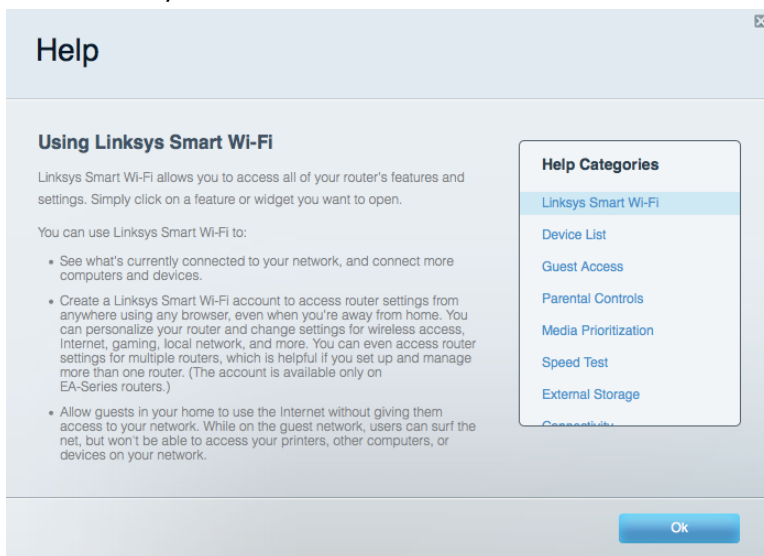 Help
Using Linksys Smart Wi-Fi
Linksys Smart Wi-Fi allows you to access all of your router's features and
settings. Simply click on a feature or widget you want to open.
You can use Linksys Smart Wi-Fi to:
• See what's currently connected to your network, and connect more
computers and devices.
• Create a Linksys Smart Wi-Fi account to access router settings from
anywhere using any browser, even when you're away from home. You
can personalize your router and change settings for wireless access,
Internet, gaming, local network, and more. You can even access router
settings for multiple routers, which is helpful if you set up and manage
more than one router. (The account is available only on
EA-Series routers.)
• Allow guests in your home to use the Internet without giving them
access to your network. While on the guest network, users can surf the
net, but won't be able to access your printers, other computers, or
devices on your network.
Help Categories
Linksys Smart Wi-Fi
Device List
Guest Access
Parental Controls
Media Prioritization
Speed Test
External Storage
Connectivity
Ok